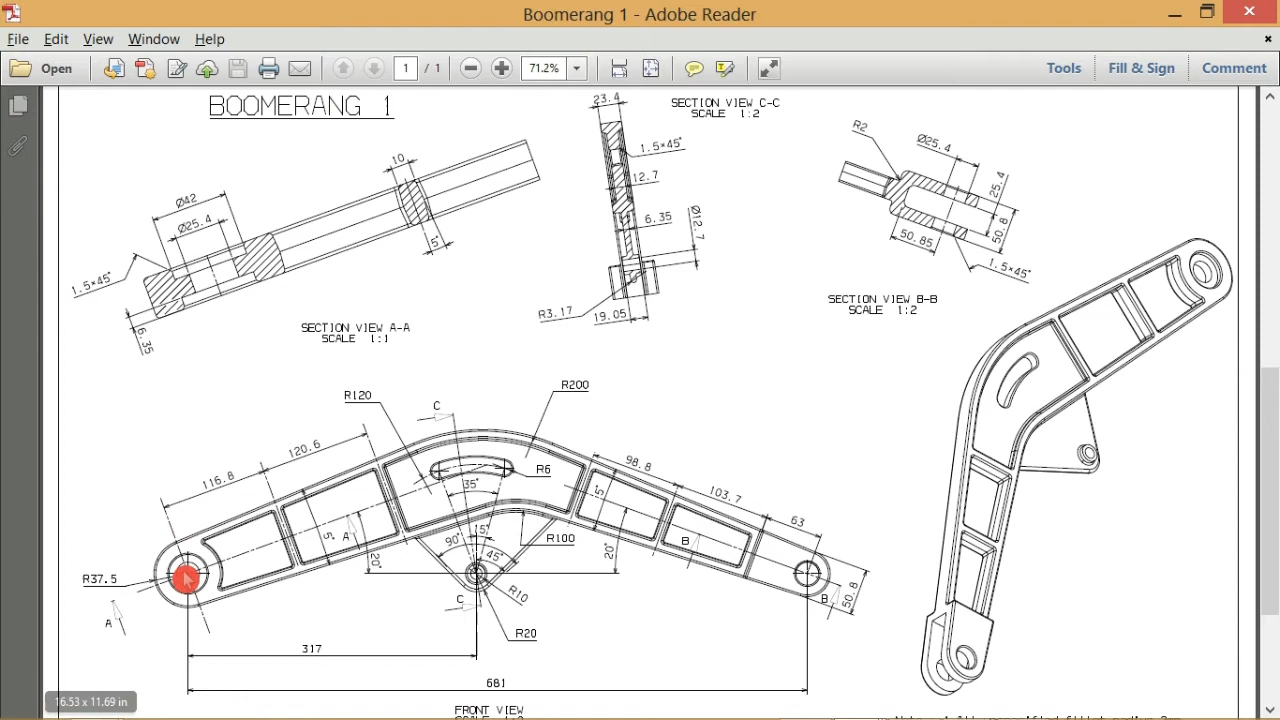 Boomerang 1 - Adobe Reader
File Edit View Window Help
Open 1 / 1 71.2% Tools Fill & Sign Comment
BOOMERANG 1
23.4
SECTION VIEW C-C
SCALE 1:2
1.5×45°
12.7
6.35
Ø12.7
R3.17
19.05
10
Ø42
Ø25.4
1.5×45°
5°
6.35
SECTION VIEW A-A
SCALE 1:1
R2
Ø25.4
25.4
50.8
50.85
1.5×45°
SECTION VIEW B-B
SCALE 1:2
R120
C
R200
116.8
120.6
R6
35°
98.8
103.7
63
5°
5°
A
20°
90°
15°
45°
R100
20°
B
R37.5
A
C
R10
R20
B
50.8
317
681
16.53 x 11.69 in
FRONT VIEW